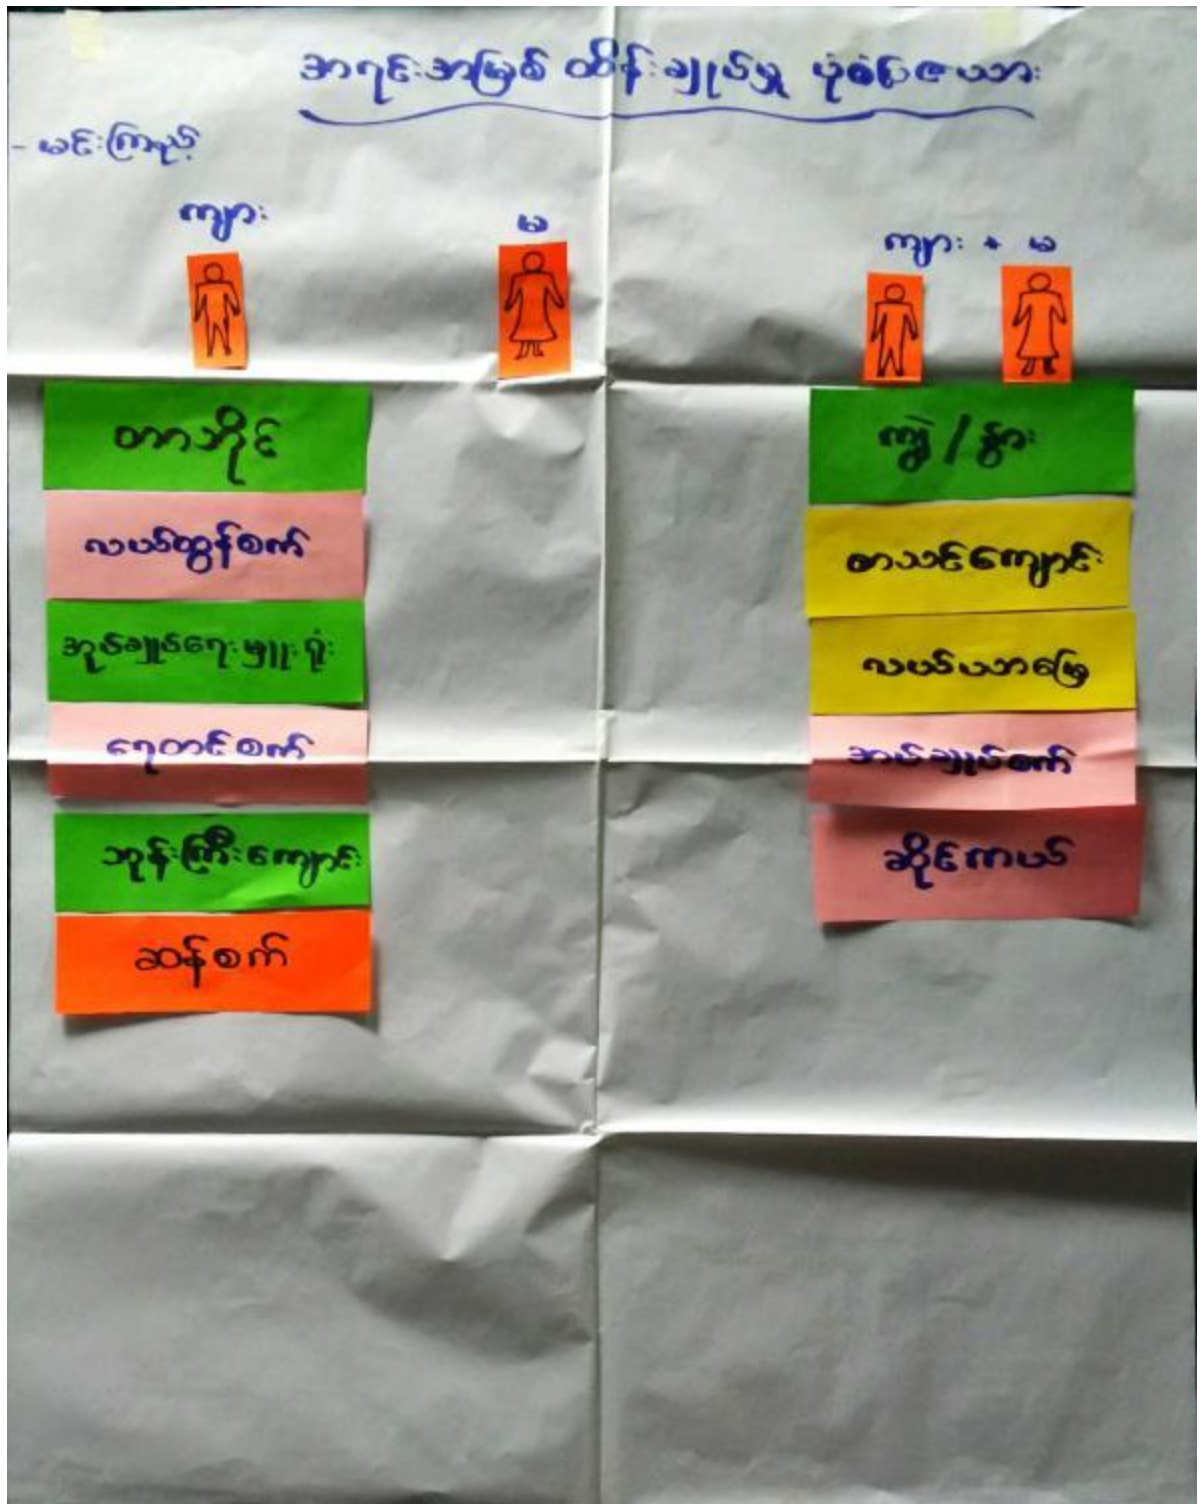 အရင်းအမြစ် ထိန်းချုပ်မှု ပုံစံပြဇယား
- မင်းကြည့်
ကျား မ ကျား + မ
တာဘိုင်
လယ်ထွန်စက်
အုပ်ချုပ်ရေးမှူးရုံး
ရေတင်စက်
ဘုန်းကြီးကျောင်း
ဆန်စက်
ကျွဲ / နွား
စာသင်ကျောင်း
လယ်ယာမြေ
အပ်ချုပ်စက်
ဆိုင်ကယ်